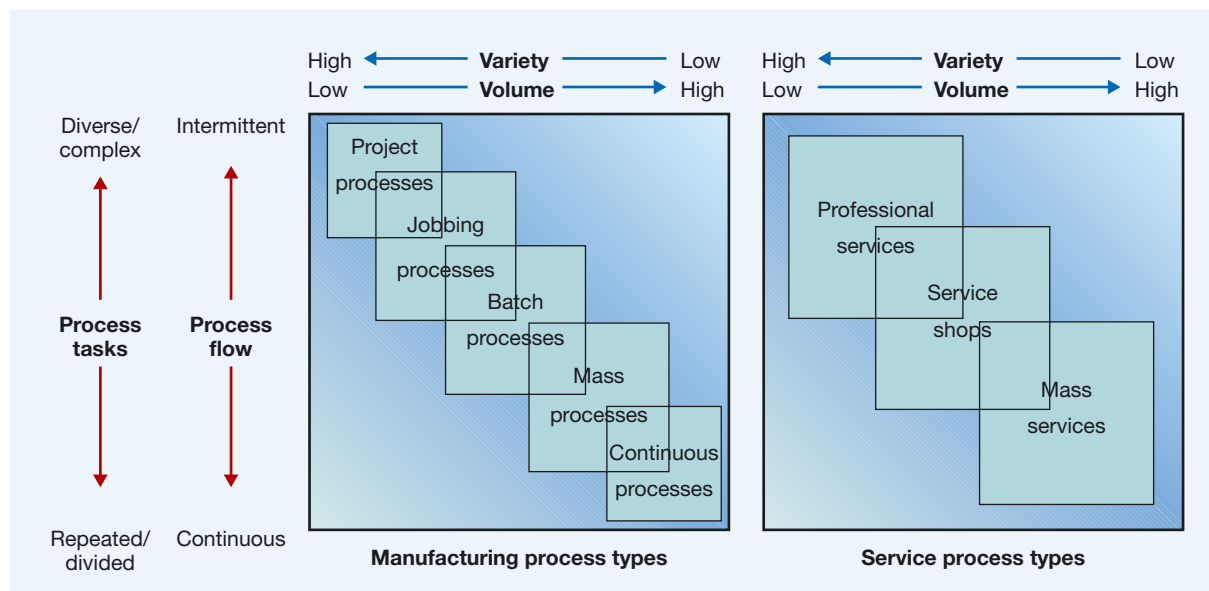 High Variety Low
Low Volume High
High Variety Low
Low Volume High
Diverse/
complex
Intermittent
Process
tasks
Process
flow
Repeated/
divided
Continuous
Project
processes
Jobbing
processes
Batch
processes
Mass
processes
Continuous
processes
Manufacturing process types
Professional
services
Service
shops
Mass
services
Service process types